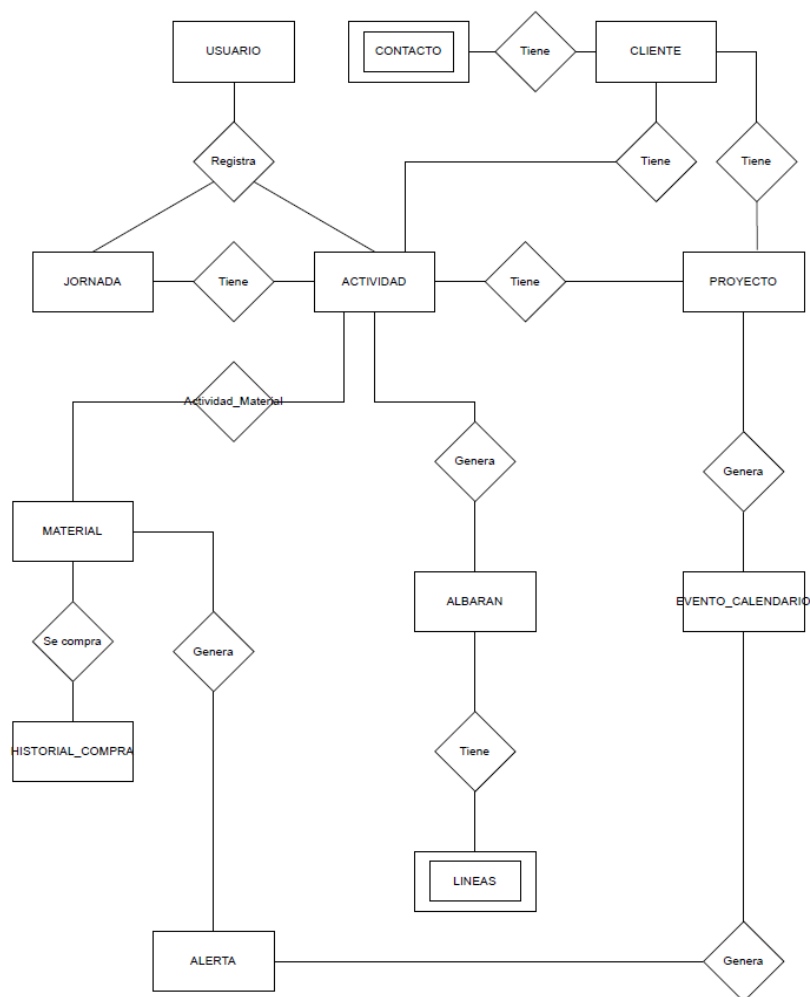 USUARIO
CONTACTO
Tiene
CLIENTE
Registra
Tiene
Tiene
JORNADA
Tiene
ACTIVIDAD
Tiene
PROYECTO
Actividad_Material
Genera
Genera
MATERIAL
ALBARAN
EVENTO_CALENDARIO
Se compra
Genera
HISTORIAL_COMPRA
Tiene
LINEAS
ALERTA
Genera